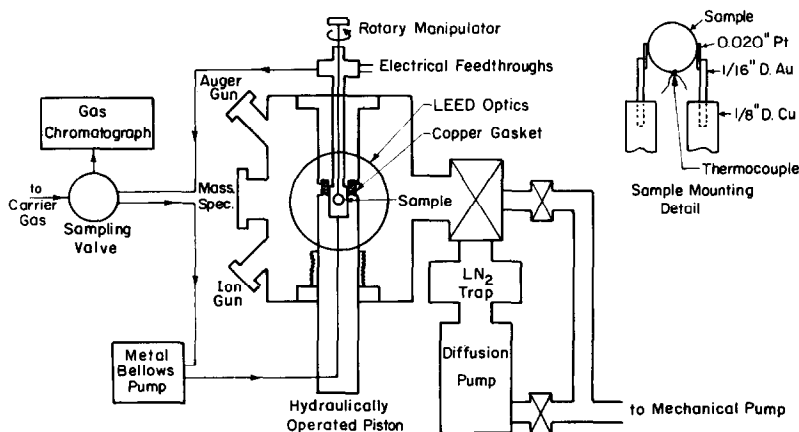 Rotary Manipulator
Electrical Feedthroughs
Auger
Gun
LEED Optics
Copper Gasket
Gas
Chromatograph
to
Carrier
Gas
Sampling
Valve
Mass.
Spec.
Sample
Ion
Gun
LN2
Trap
Metal
Bellows
Pump
Diffusion
Pump
Hydraulically
Operated Piston
to Mechanical Pump
Sample
0.020" Pt
1/16" D. Au
1/8" D. Cu
Thermocouple
Sample Mounting
Detail